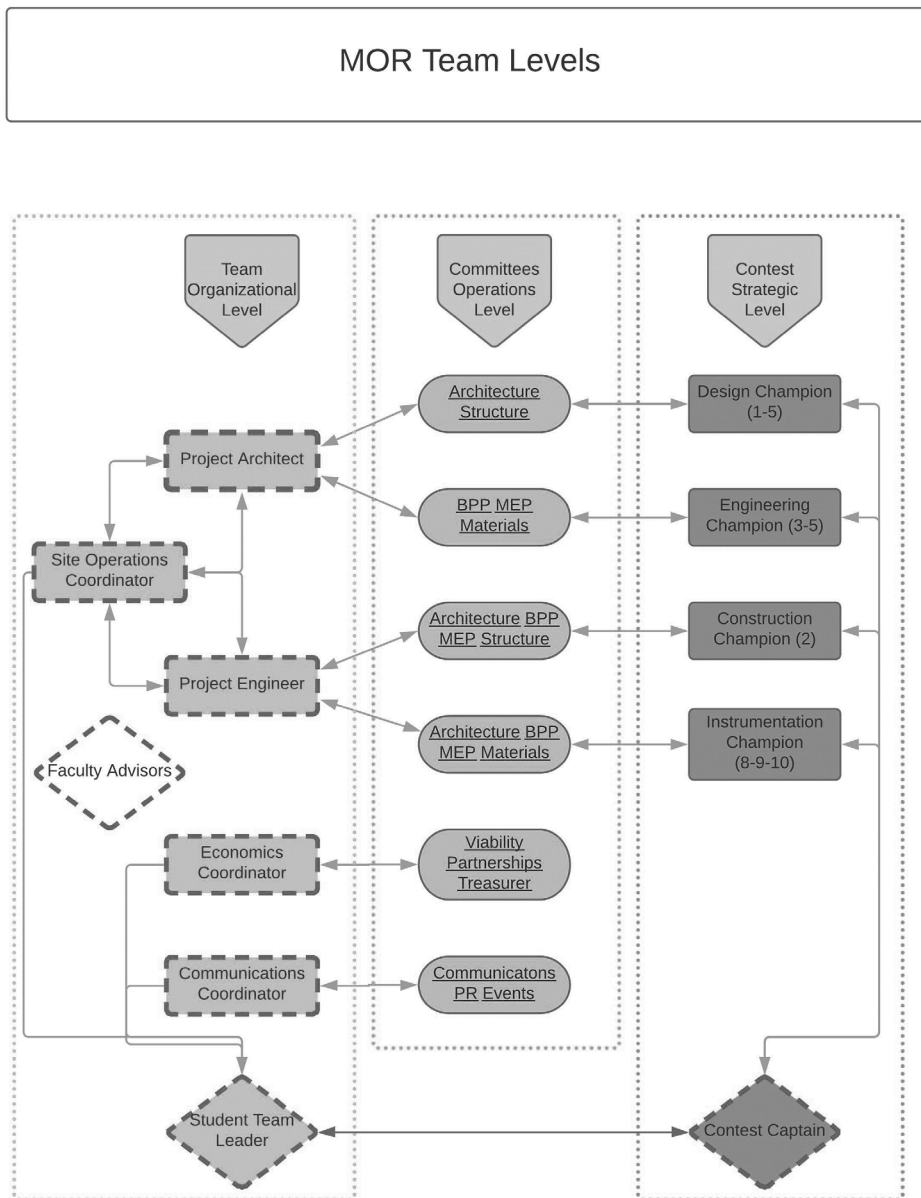 MOR Team Levels
Team
Organizational
Level
Committees
Operations
Level
Contest
Strategic
Level
Architecture
Structure
Design Champion
(1-5)
Project Architect
BPP MEP
Materials
Engineering
Champion (3-5)
Site Operations
Coordinator
Architecture BPP
MEP Structure
Construction
Champion (2)
Project Engineer
Architecture BPP
MEP Materials
Instrumentation
Champion
(8-9-10)
Faculty Advisors
Economics
Coordinator
Viability
Partnerships
Treasurer
Communications
Coordinator
Communicatons
PR Events
Student Team
Leader
Contest Captain